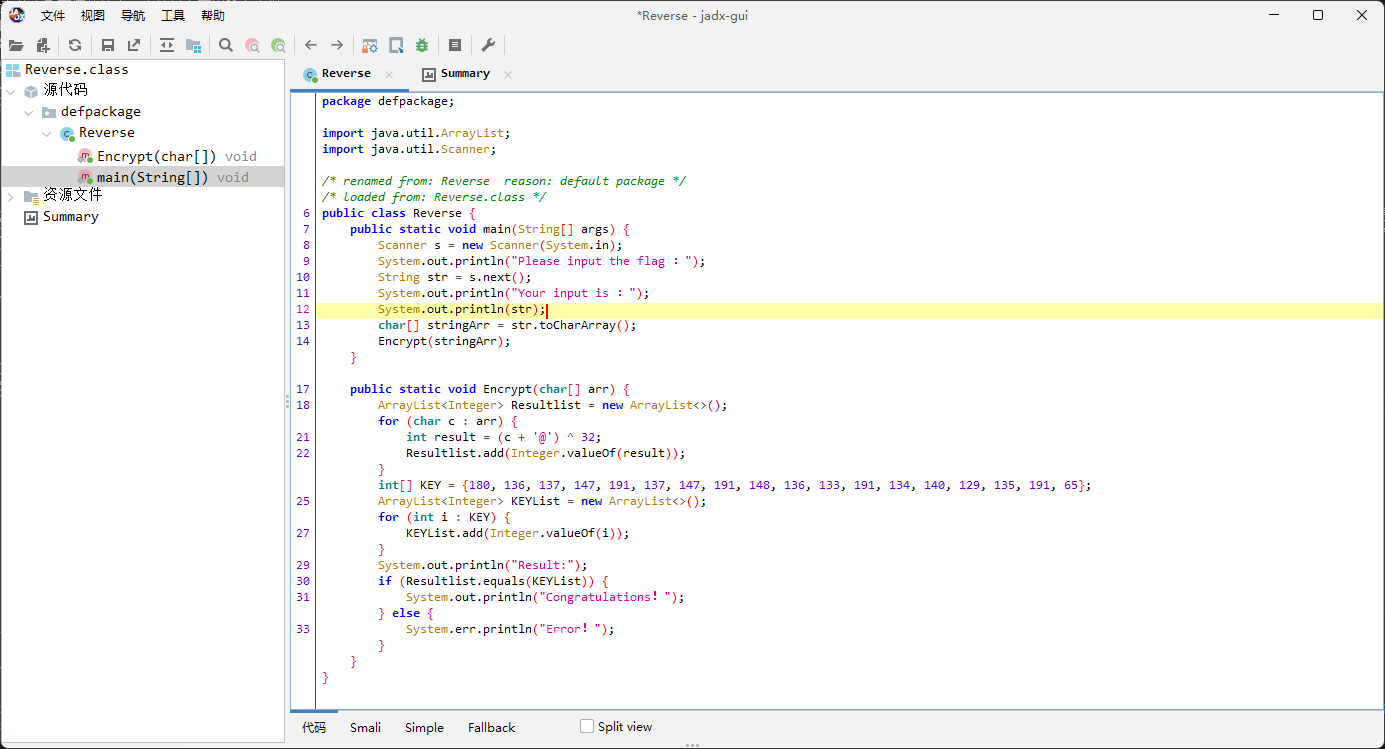 文件 视图 导航 工具 帮助 *Reverse - jadx-gui
Reverse.class
源代码
defpackage
Reverse
Encrypt(char[]) void
main(String[]) void
资源文件
Summary
Reverse Summary
package defpackage;
import java.util.ArrayList;
import java.util.Scanner;
/* renamed from: Reverse  reason: default package */
/* loaded from: Reverse.class */
6 public class Reverse {
7 public static void main(String[] args) {
8 Scanner s = new Scanner(System.in);
9 System.out.println("Please input the flag ：");
10 String str = s.next();
11 System.out.println("Your input is ：");
12 System.out.println(str);
13 char[] stringArr = str.toCharArray();
14 Encrypt(stringArr);
}
17 public static void Encrypt(char[] arr) {
18 ArrayList<Integer> Resultlist = new ArrayList<>();
for (char c : arr) {
21 int result = (c + '@') ^ 32;
22 Resultlist.add(Integer.valueOf(result));
}
int[] KEY = {180, 136, 137, 147, 191, 137, 147, 191, 148, 136, 133, 191, 134, 140, 129, 135, 191, 65};
25 ArrayList<Integer> KEYList = new ArrayList<>();
for (int i : KEY) {
27 KEYList.add(Integer.valueOf(i));
}
29 System.out.println("Result:");
30 if (Resultlist.equals(KEYList)) {
31 System.out.println("Congratulations！");
} else {
33 System.err.println("Error！");
}
}
}
代码 Smali Simple Fallback Split view